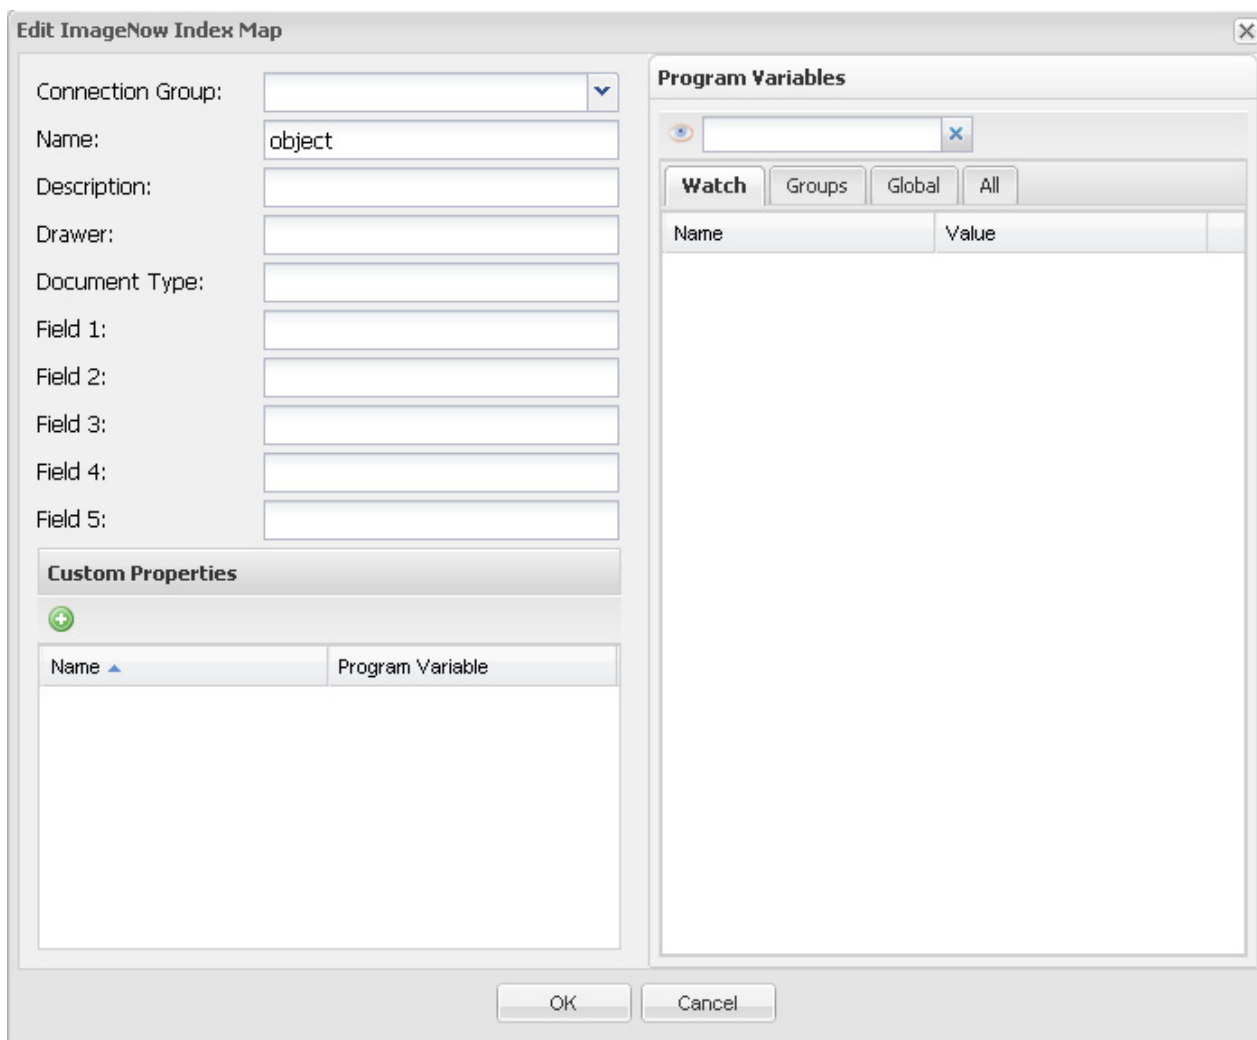 Edit ImageNow Index Map
Connection Group:
Name: object
Description:
Drawer:
Document Type:
Field 1:
Field 2:
Field 3:
Field 4:
Field 5:
Custom Properties
Name Program Variable
Program Variables
Watch Groups Global All
Name Value
OK Cancel